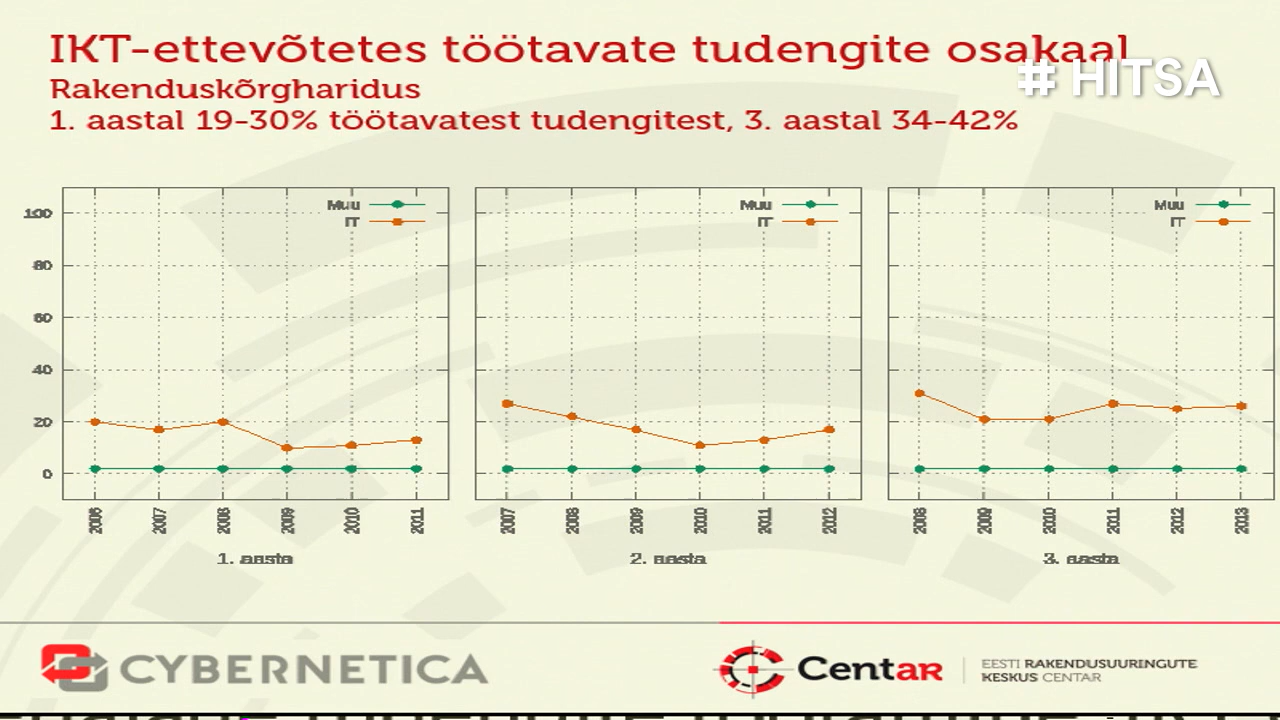 IKT-ettevõtetes töötavate tudengite osakaal
# HITSA
Rakenduskõrgharidus
1. aastal 19-30% töötavatest tudengitest, 3. aastal 34-42%
Muu
IT
100
80
60
40
20
0
2006 2007 2008 2009 2010 2011
1. aasta
Muu
IT
2007 2008 2009 2010 2011 2012
2. aasta
Muu
IT
2008 2009 2010 2011 2012 2013
3. aasta
CYBERNETICA
CentAR
EESTI RAKENDUSUURINGUTE
KESKUS CENTAR